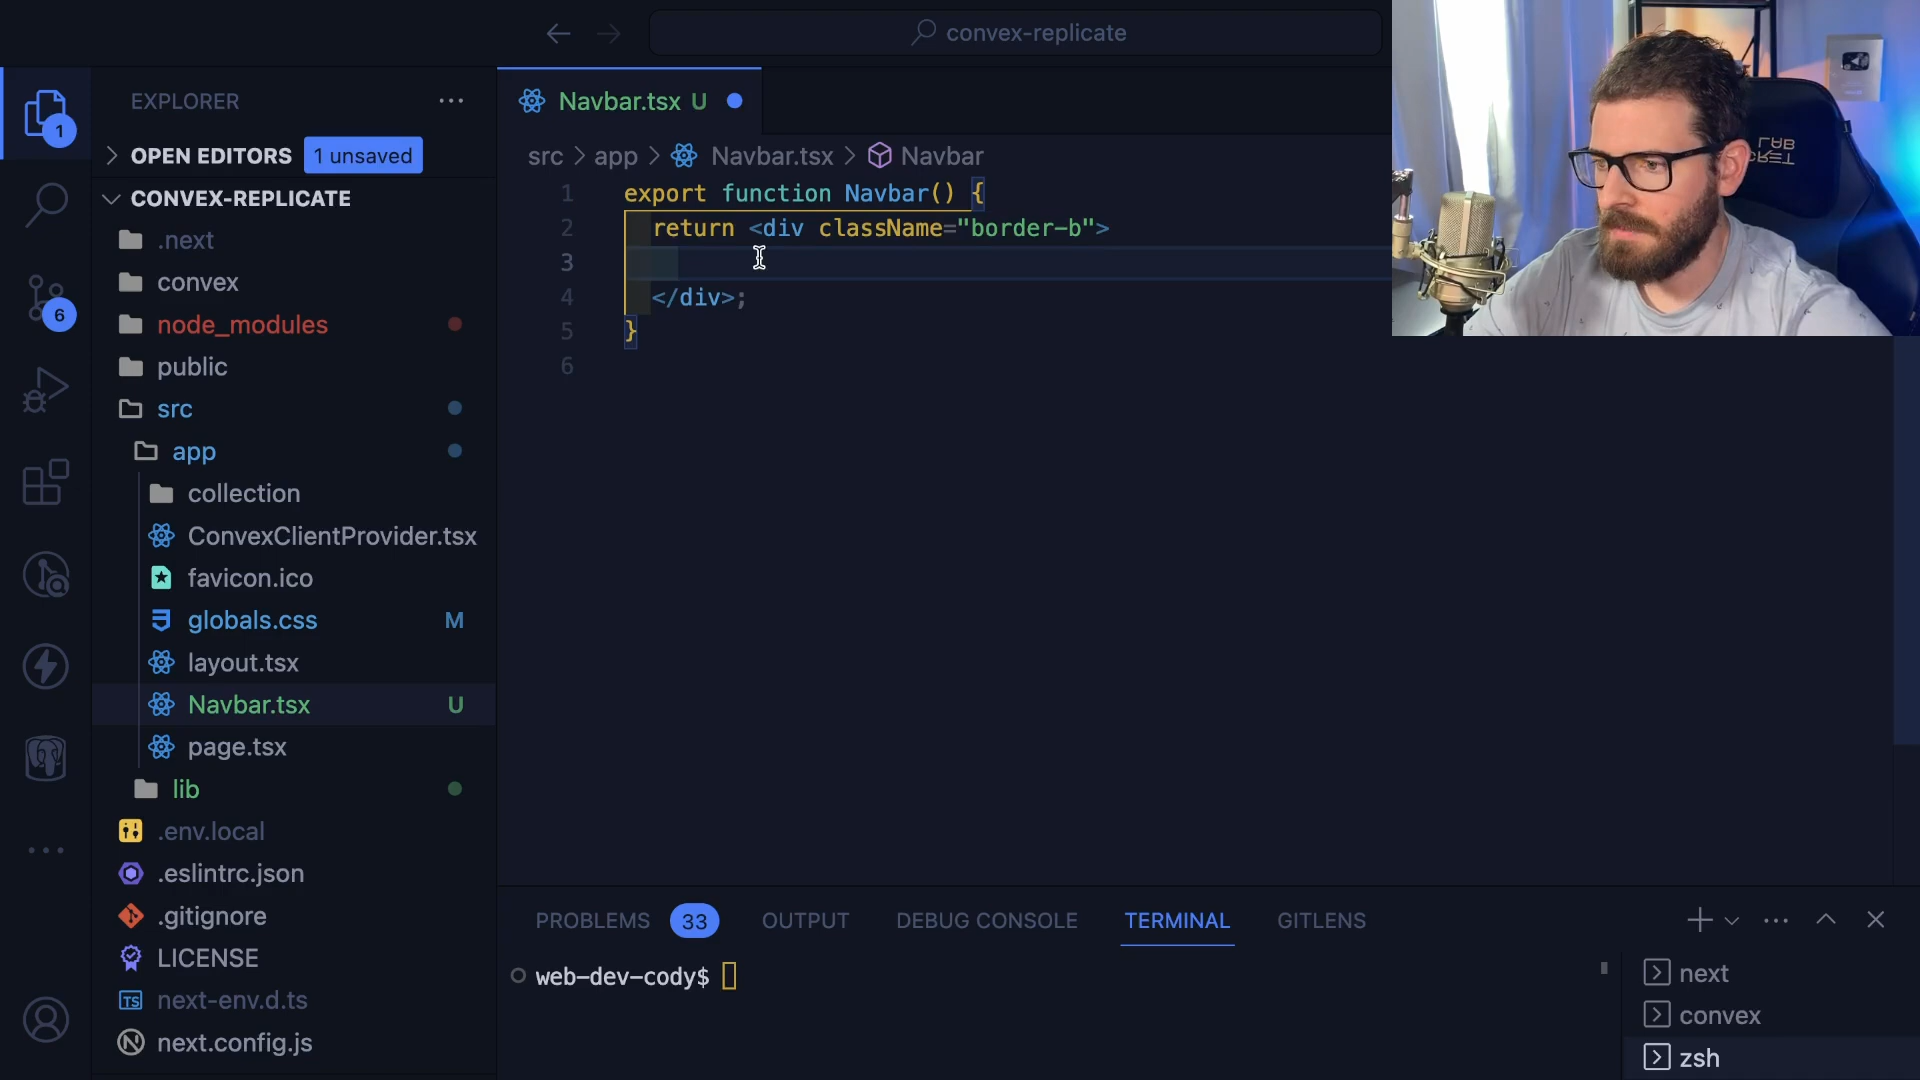 convex-replicate
EXPLORER
OPEN EDITORS 1 unsaved
CONVEX-REPLICATE
.next
convex
node_modules
public
src
app
collection
ConvexClientProvider.tsx
favicon.ico
globals.css M
layout.tsx
Navbar.tsx U
page.tsx
lib
.env.local
.eslintrc.json
.gitignore
LICENSE
TS next-env.d.ts
next.config.js
1
6
Navbar.tsx U
src > app > Navbar.tsx > Navbar
1 export function Navbar() {
2 return <div className="border-b">
3
4 </div>;
5 }
6
PROBLEMS 33 OUTPUT DEBUG CONSOLE TERMINAL GITLENS
web-dev-cody$
next
convex
zsh